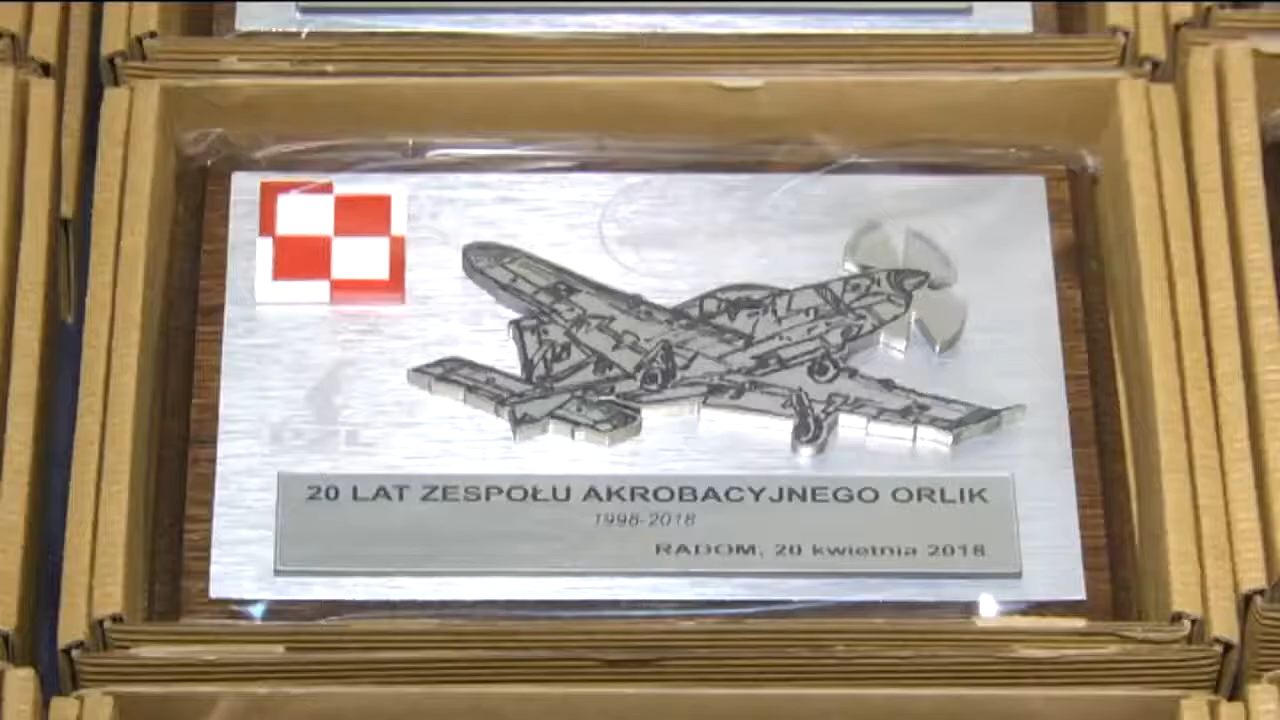 20 LAT ZESPOŁU AKROBACYJNEGO ORLIK
1998-2018
RADOM, 20 kwietnia 2018